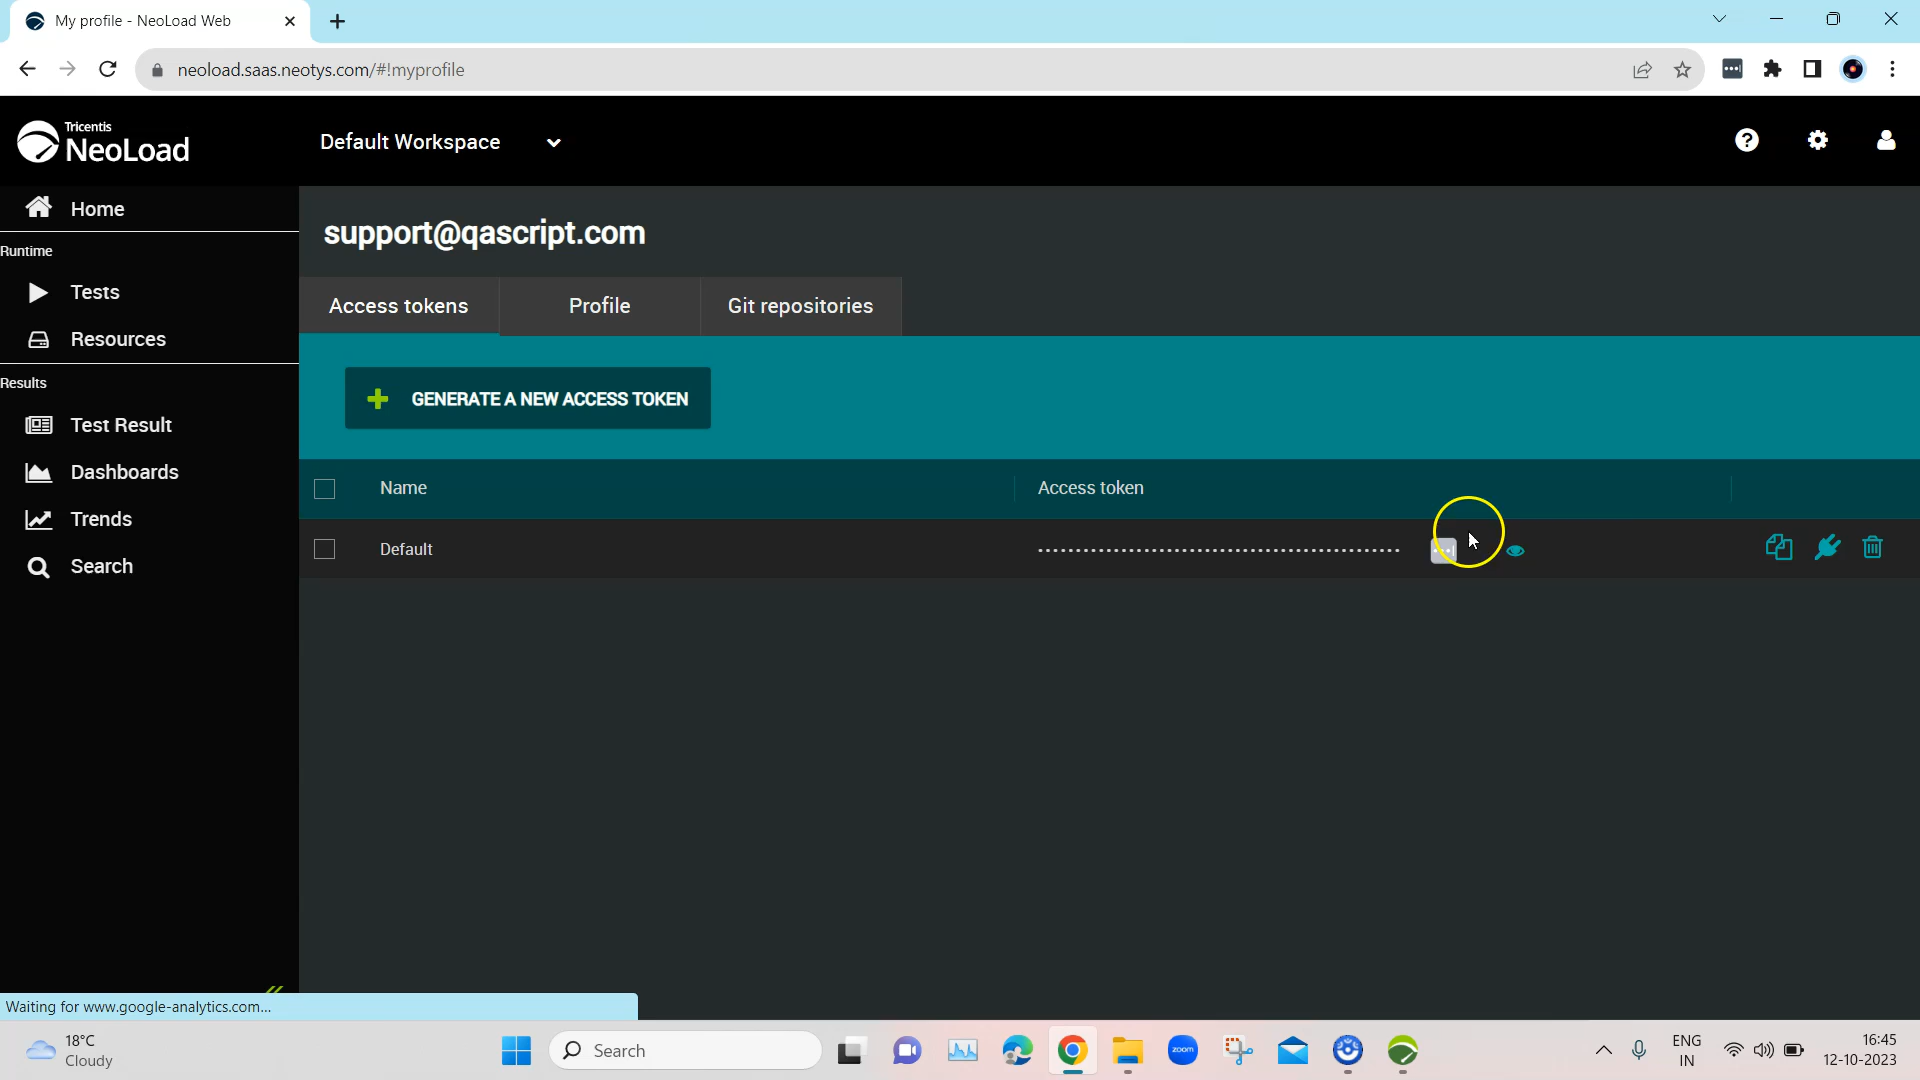 My profile - NeoLoad Web
neoload.saas.neotys.com/#!myprofile
Tricentis
NeoLoad
Default Workspace
Home
Runtime
Tests
Resources
Results
Test Result
Dashboards
Trends
Search
support@qascript.com
Access tokens
Profile
Git repositories
GENERATE A NEW ACCESS TOKEN
Name
Access token
Default
Waiting for www.google-analytics.com...
18°C
Cloudy
Search
zoom
ENG
IN
16:45
12-10-2023